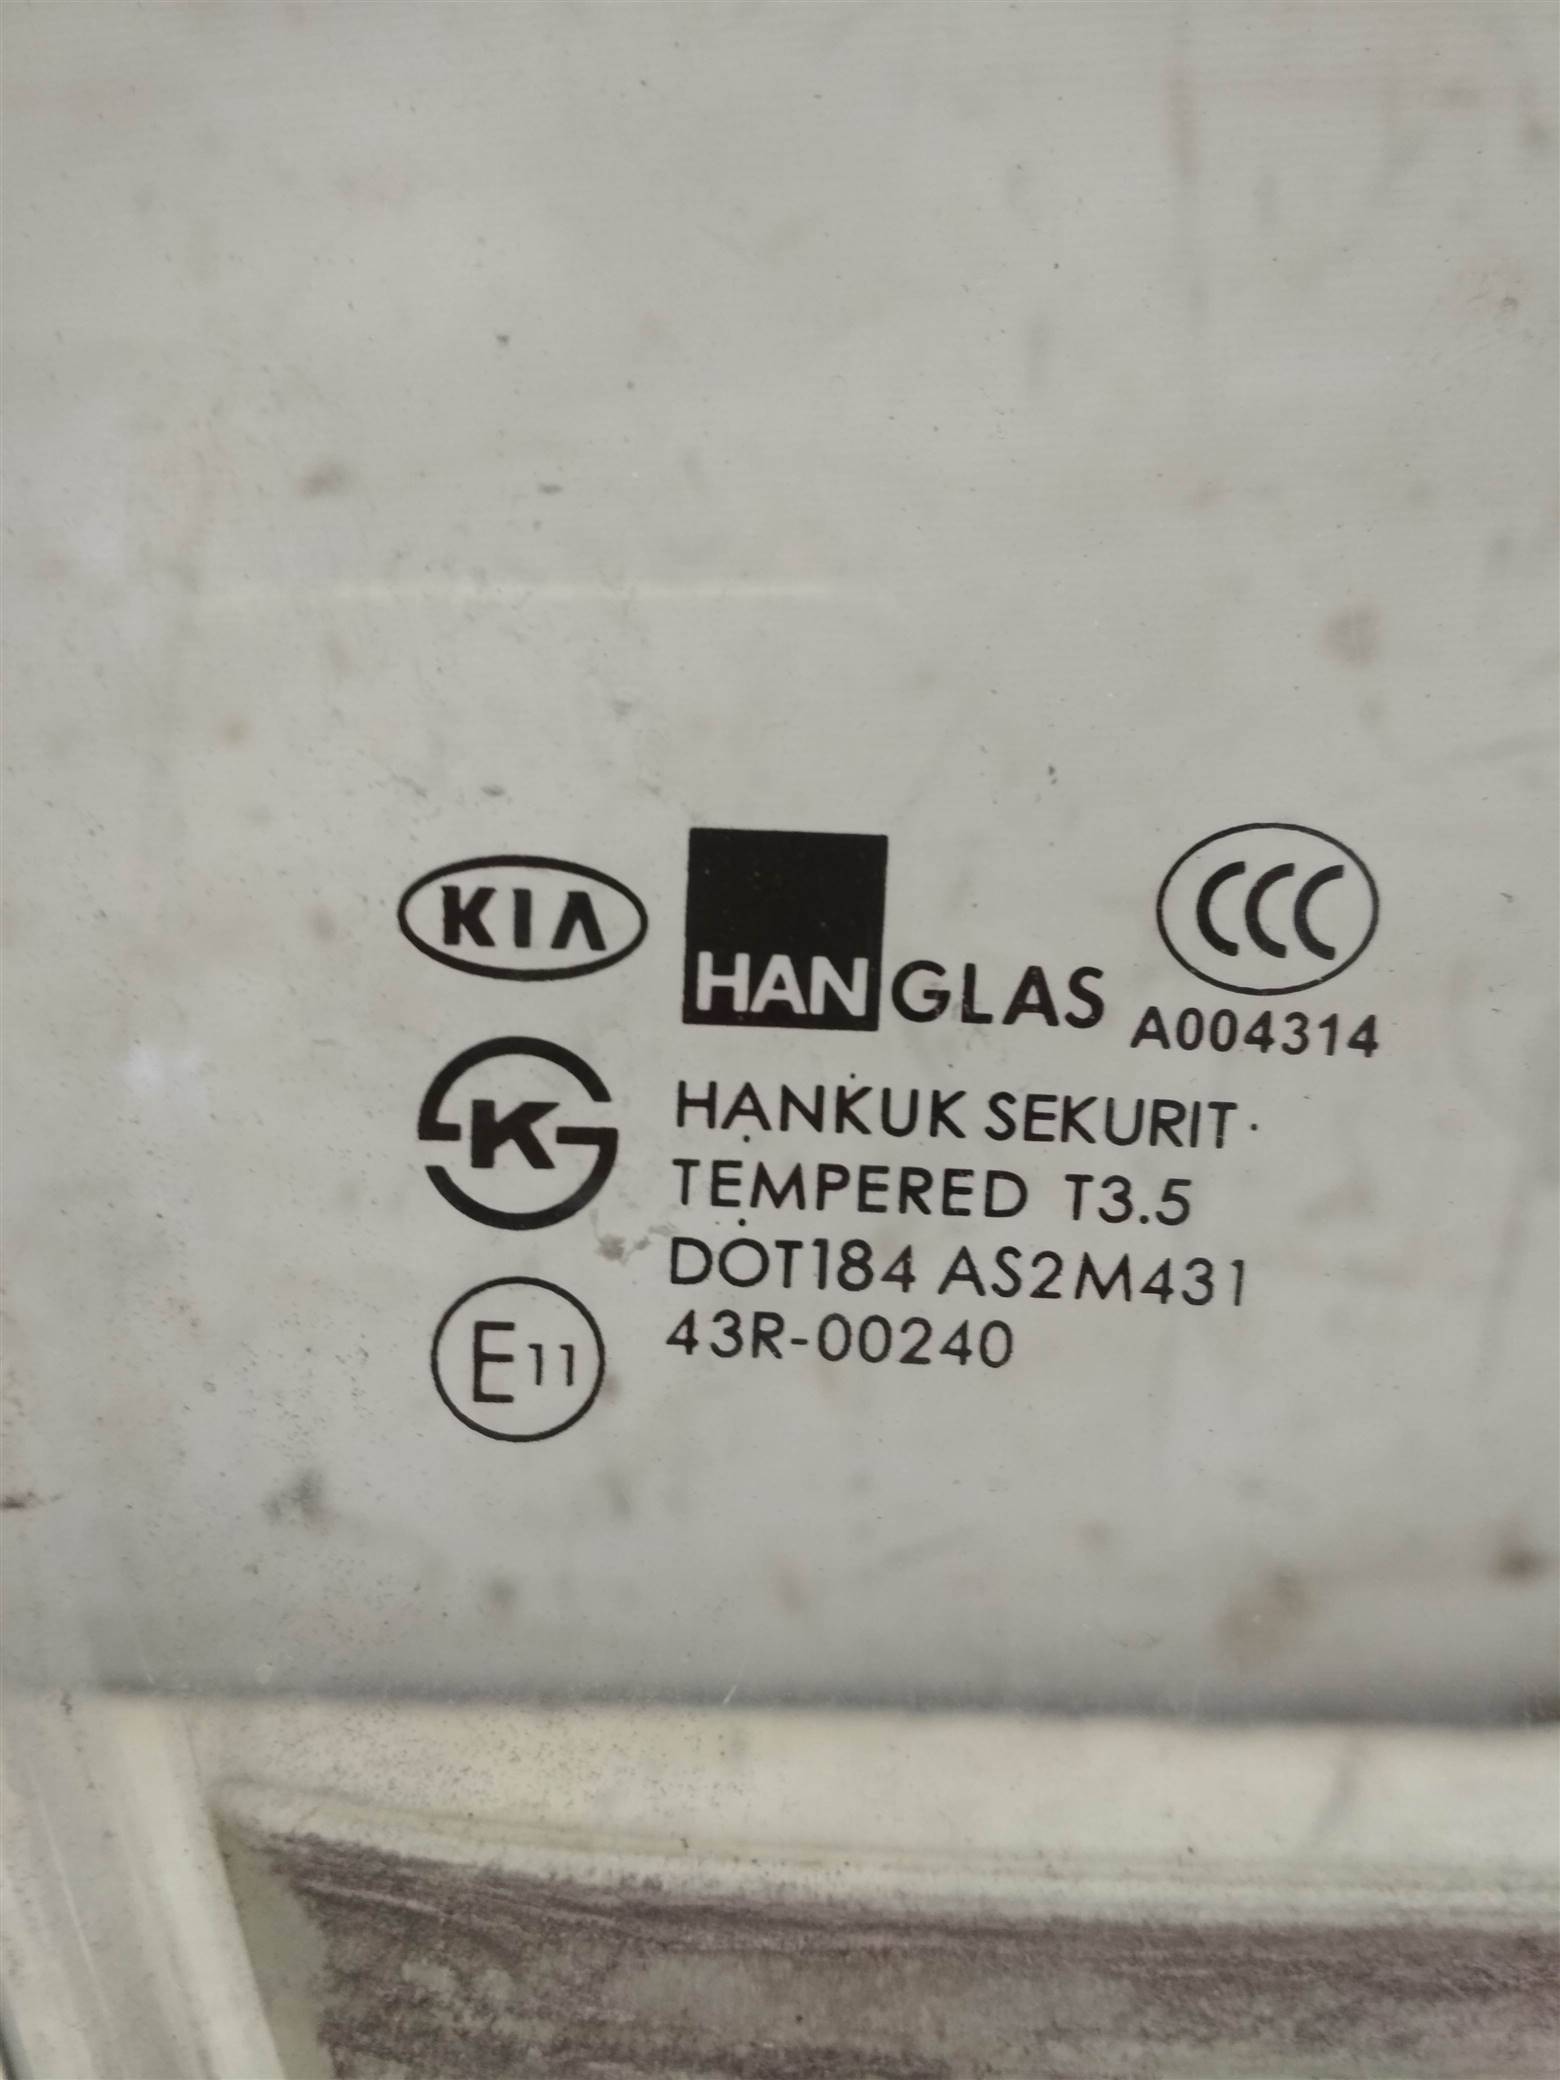 KIA
HANGLAS
CCC
A004314
K
HANKUK SEKURIT
TEMPERED T3.5
DOT184 AS2M431
E11
43R-00240